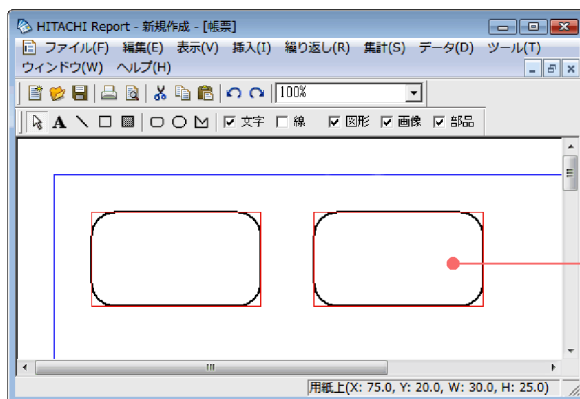 HITACHI Report - 新規作成 - [帳票]
ファイル(F) 編集(E) 表示(V) 挿入(I) 繰り返し(R) 集計(S) データ(D) ツール(T)
ウィンドウ(W) ヘルプ(H)
100%
A 文字 線 図形 画像 部品
用紙上(X: 75.0, Y: 20.0, W: 30.0, H: 25.0)